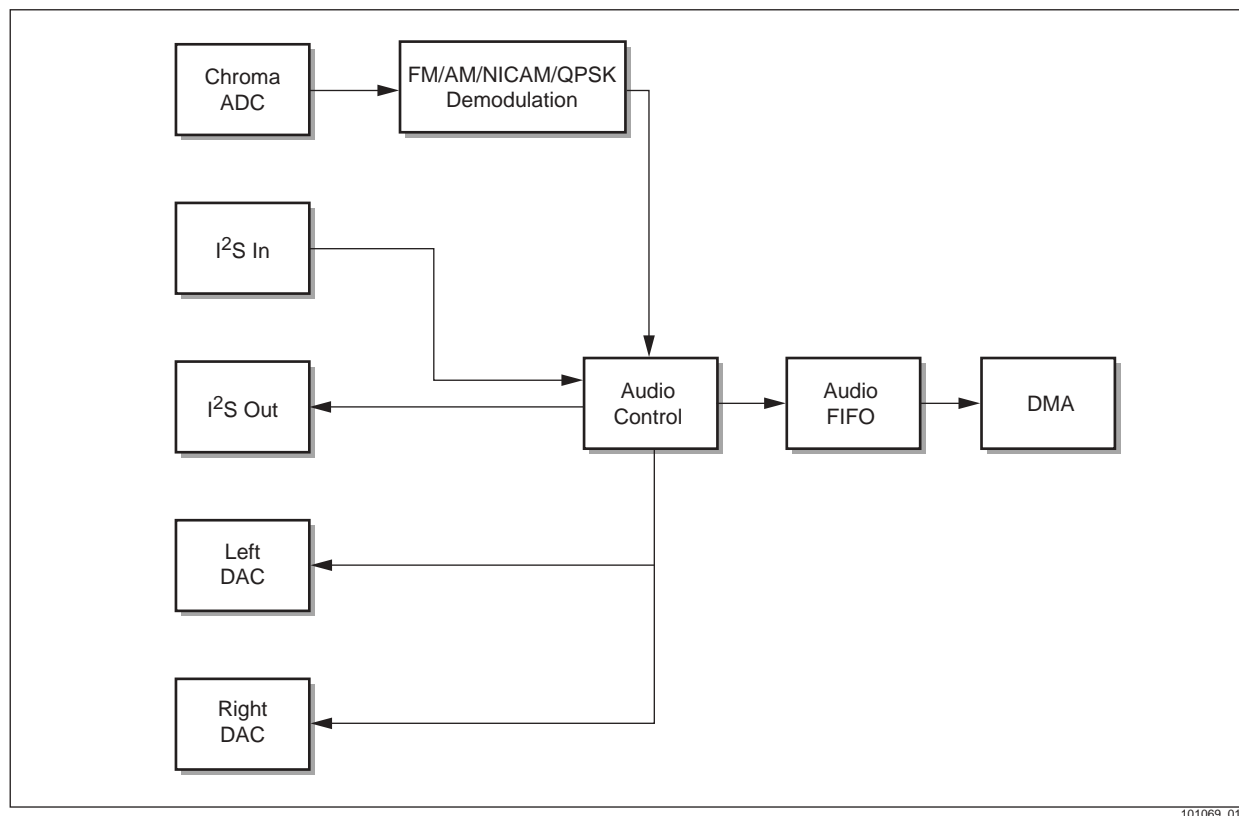 Chroma
ADC
FM/AM/NICAM/QPSK
Demodulation
I²S In
I²S Out
Audio
Control
Audio
FIFO
DMA
Left
DAC
Right
DAC